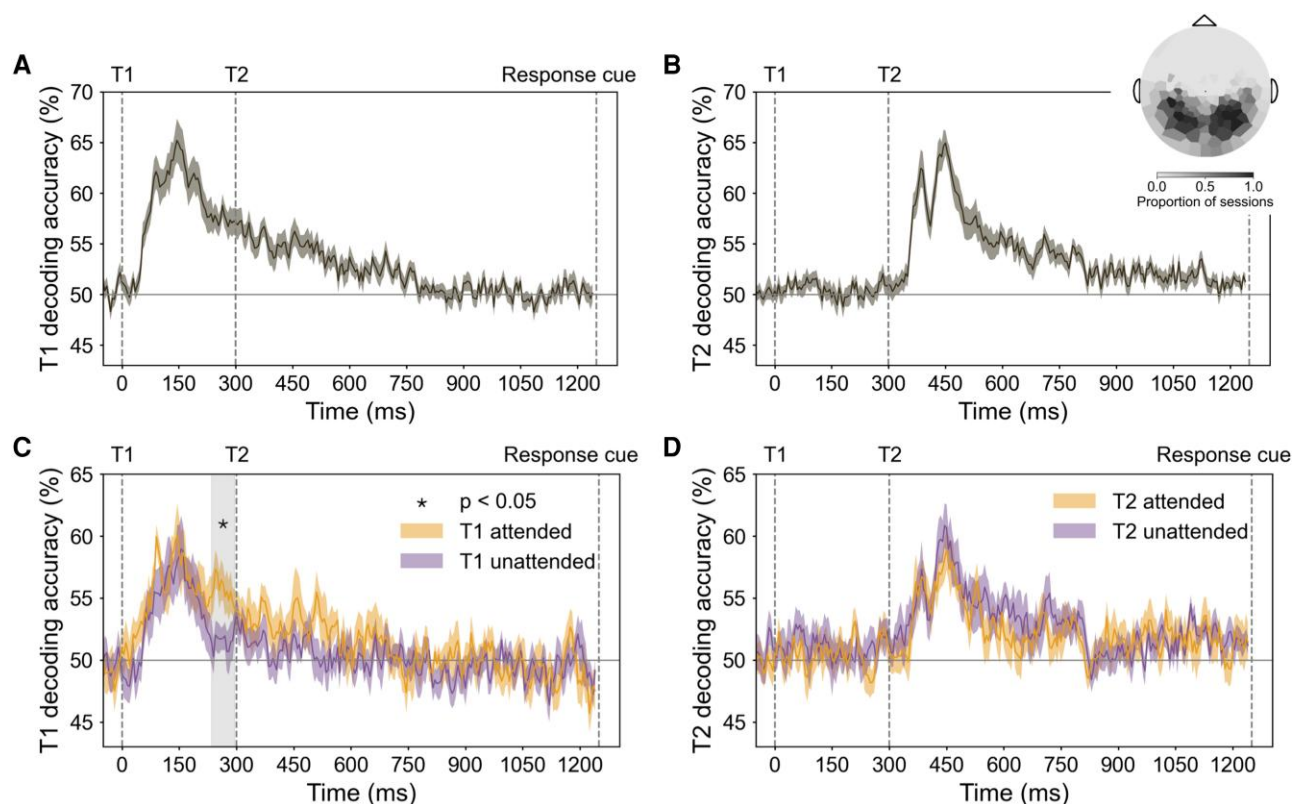 A
T1 T2 Response cue
T1 decoding accuracy (%)
70
65
60
55
50
45
0 150 300 450 600 750 900 1050 1200
Time (ms)
B
T1 T2
T2 decoding accuracy (%)
70
65
60
55
50
45
0 150 300 450 600 750 900 1050 1200
Time (ms)
0.0 0.5 1.0
Proportion of sessions
C
T1 T2 Response cue
T1 decoding accuracy (%)
65
60
55
50
45
* p < 0.05
T1 attended
T1 unattended
*
0 150 300 450 600 750 900 1050 1200
Time (ms)
D
T1 T2 Response cue
T2 decoding accuracy (%)
65
60
55
50
45
T2 attended
T2 unattended
0 150 300 450 600 750 900 1050 1200
Time (ms)